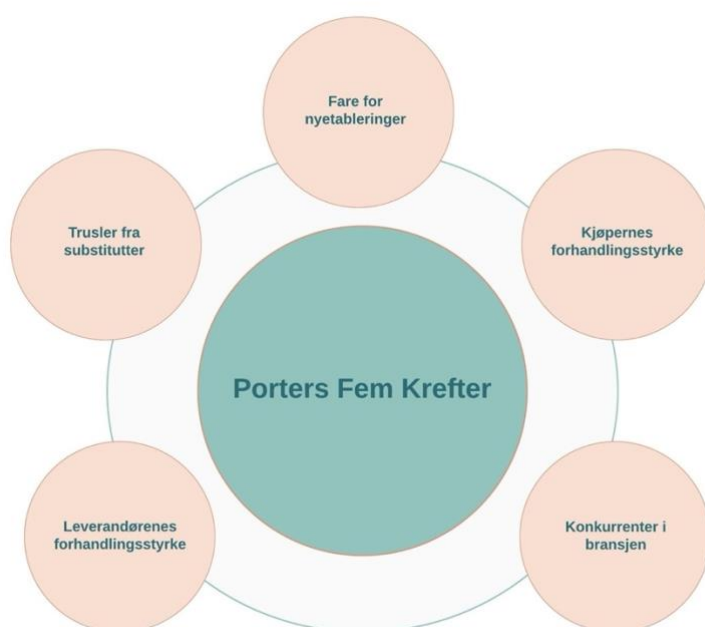 Fare for
nyetableringer
Trusler fra
substitutter
Kjøpernes
forhandlingsstyrke
Porters Fem Krefter
Leverandørenes
forhandlingsstyrke
Konkurrenter i
bransjen